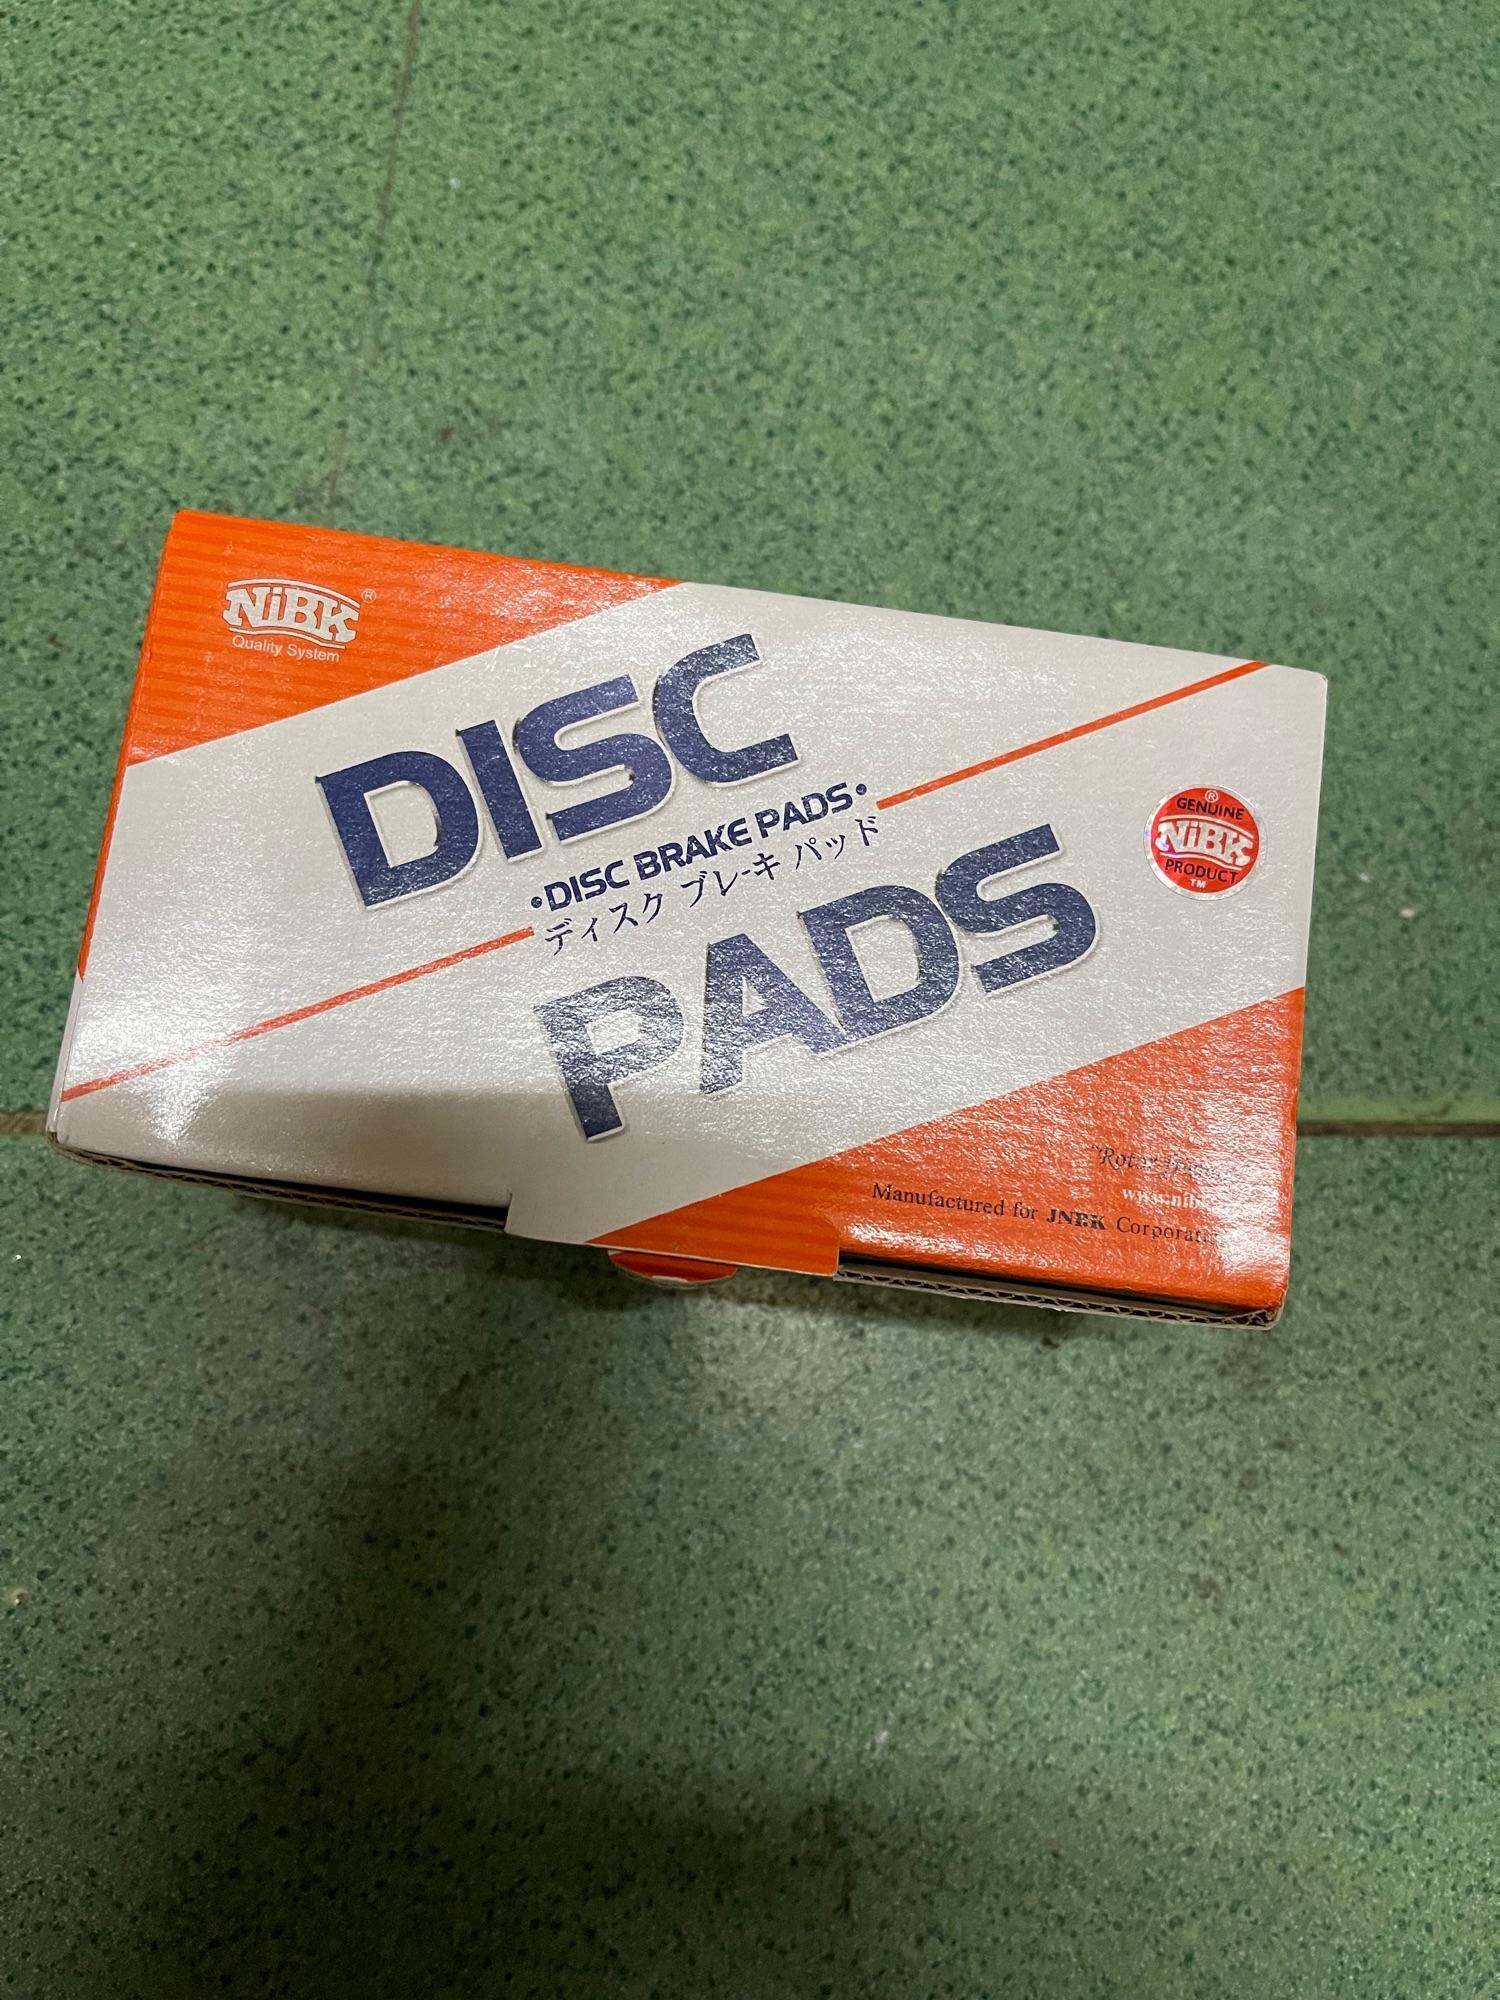 NiBK®
Quality System
DISC
•DISC BRAKE PADS•
ディスク ブレーキ パッド
PADS
GENUINE
®
NiBK
PRODUCT
TM
Manufactured for JNBK